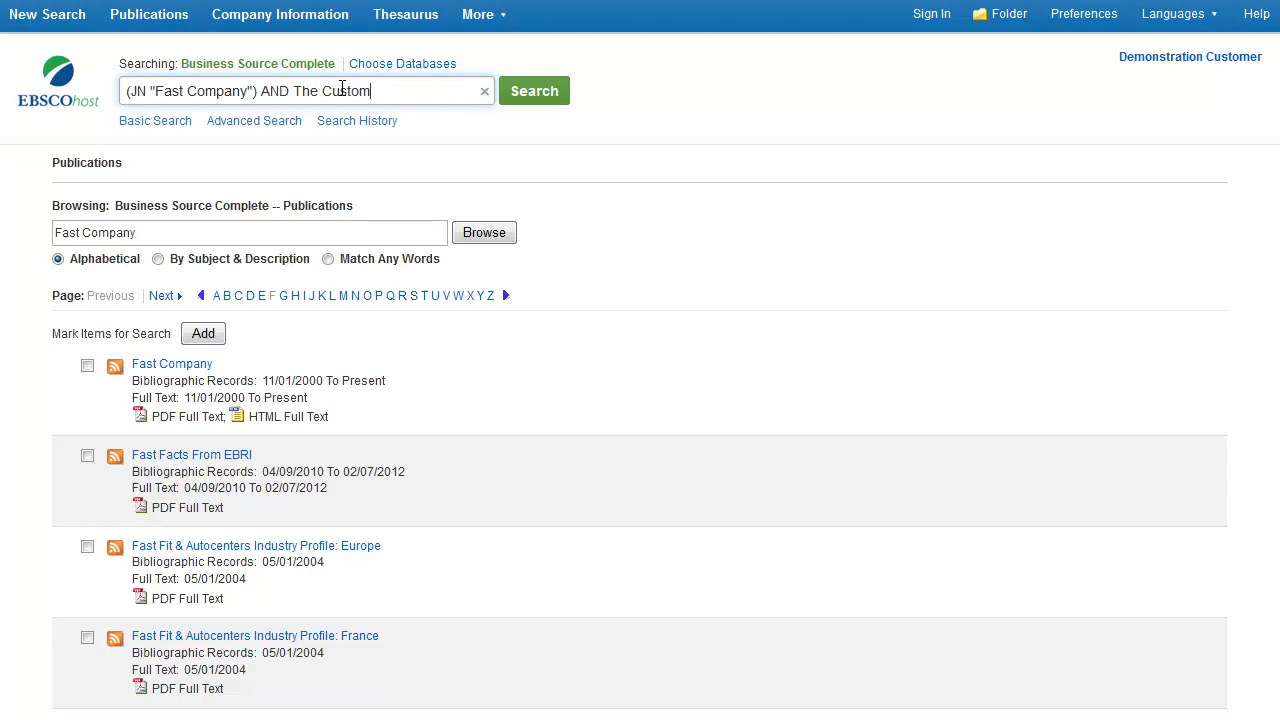 New Search Publications Company Information Thesaurus More Sign In Folder Preferences Languages Help
Searching: Business Source Complete Choose Databases Demonstration Customer
EBSCOhost (JN "Fast Company") AND The Custom × Search
Basic Search Advanced Search Search History
Publications
Browsing: Business Source Complete -- Publications
Fast Company Browse
Alphabetical By Subject & Description Match Any Words
Page: Previous Next A B C D E F G H I J K L M N O P Q R S T U V W X Y Z
Mark Items for Search Add
Fast Company
Bibliographic Records: 11/01/2000 To Present
Full Text: 11/01/2000 To Present
PDF Full Text; HTML Full Text
Fast Facts From EBRI
Bibliographic Records: 04/09/2010 To 02/07/2012
Full Text: 04/09/2010 To 02/07/2012
PDF Full Text
Fast Fit & Autocenters Industry Profile: Europe
Bibliographic Records: 05/01/2004
Full Text: 05/01/2004
PDF Full Text
Fast Fit & Autocenters Industry Profile: France
Bibliographic Records: 05/01/2004
Full Text: 05/01/2004
PDF Full Text